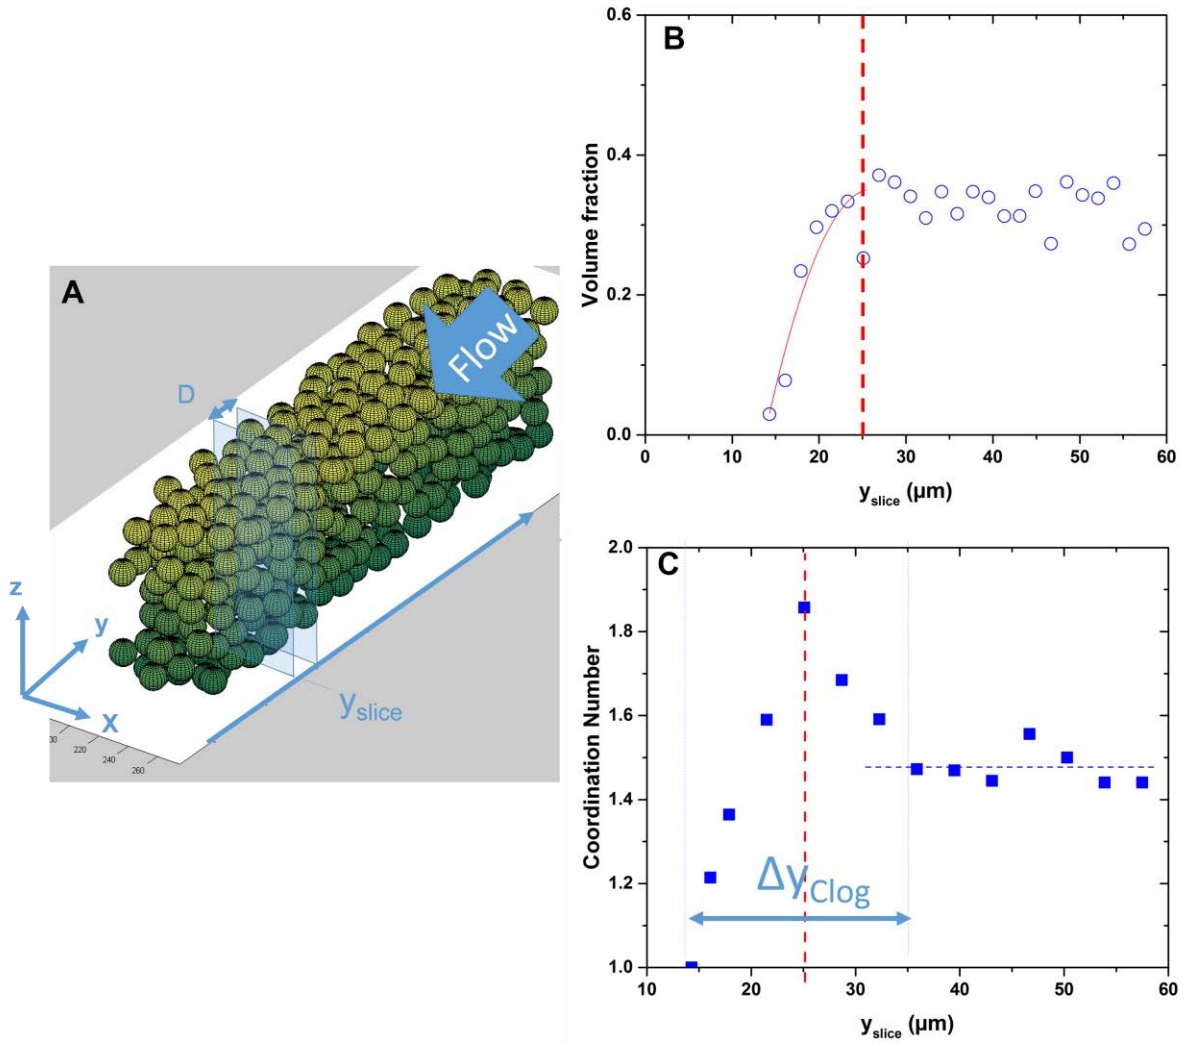 A
Flow
D
z
y
x
y_slice
220
240
260
B
Volume fraction
0.6
0.4
0.2
0.0
0
10
20
30
40
50
60
y_slice (µm)
C
Coordination Number
2.0
1.8
1.6
1.4
1.2
1.0
Δy_Clog
10
20
30
40
50
60
y_slice (µm)